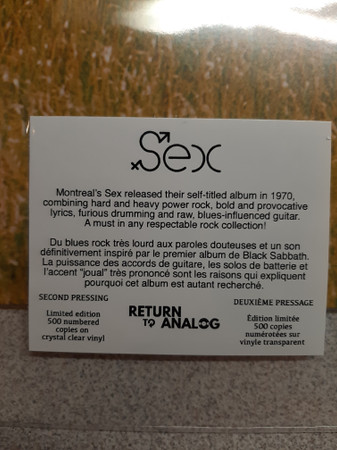 Sex
Montreal's Sex released their self-titled album in 1970,
combining hard and heavy power rock, bold and provocative
lyrics, furious drumming and raw, blues-influenced guitar.
A must in any respectable rock collection!
Du blues rock très lourd aux paroles douteuses et un son
définitivement inspiré par le premier album de Black Sabbath.
La puissance des accords de guitare, les solos de batterie et
l'accent "joual" très prononcé sont les raisons qui expliquent
pourquoi cet album est autant recherché.
SECOND PRESSING
Limited edition
500 numbered
copies on
crystal clear vinyl
RETURN
TO ANALOG
DEUXIÈME PRESSAGE
Édition limitée
500 copies
numérotées sur
vinyle transparent